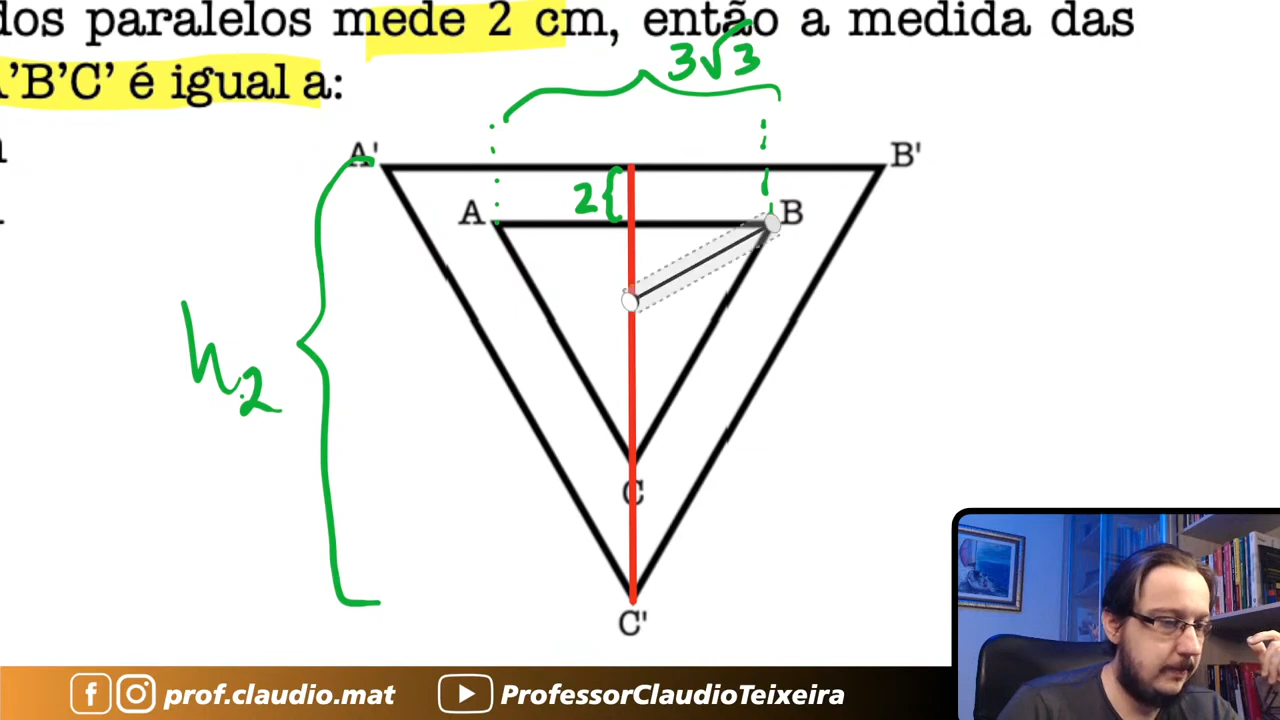 dos paralelos mede 2 cm, então a medida das
A'B'C' é igual a:
3√3
A'
B'
2
A
B
h2
C
C'
prof.claudio.mat
ProfessorClaudioTeixeira